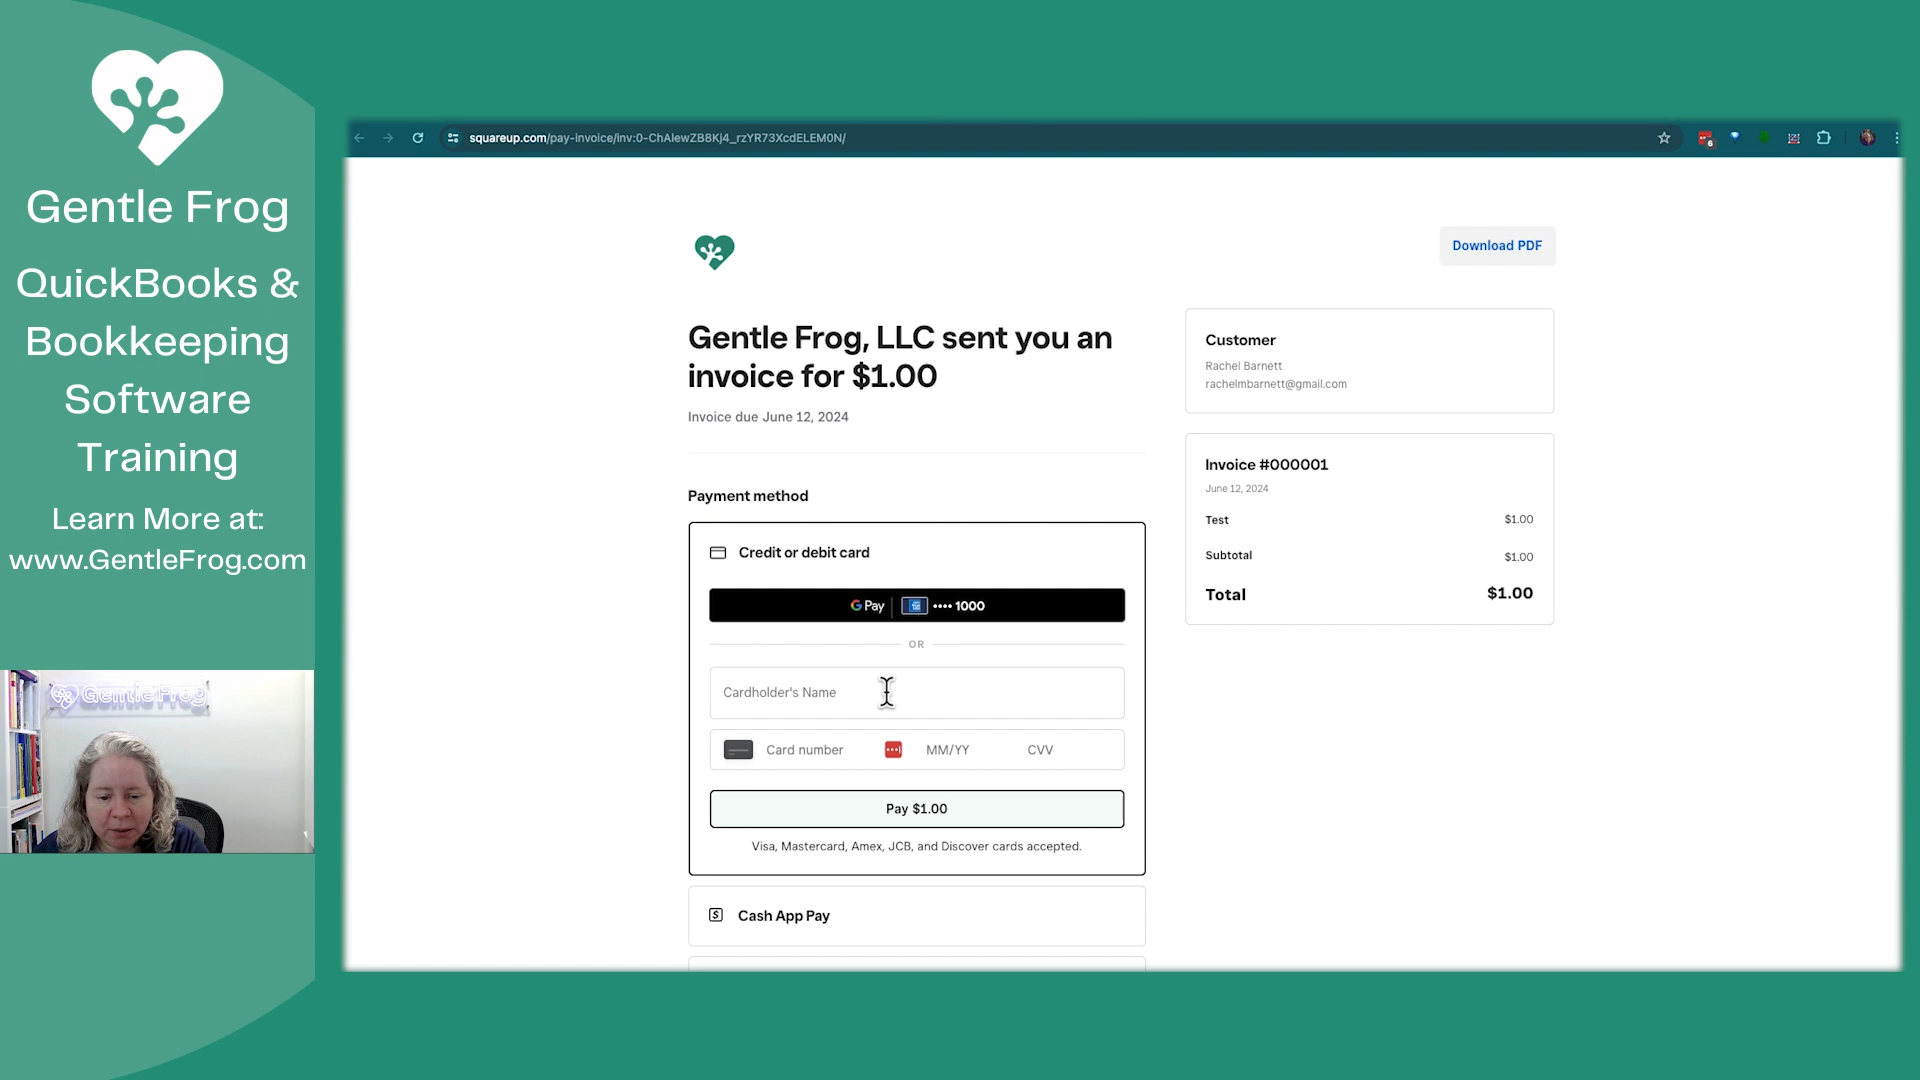 Gentle Frog
QuickBooks &
Bookkeeping
Software
Training
Learn More at:
www.GentleFrog.com
Gentle Frog
squareup.com/pay-invoice/inv:0-ChAlewZB8Kj4_rzYR73XcdELEM0N/
6
Download PDF
Gentle Frog, LLC sent you an
invoice for $1.00
Invoice due June 12, 2024
Payment method
Credit or debit card
G Pay •••• 1000
OR
Cardholder's Name
Card number MM/YY CVV
Pay $1.00
Visa, Mastercard, Amex, JCB, and Discover cards accepted.
Cash App Pay
Customer
Rachel Barnett
rachelmbarnett@gmail.com
Invoice #000001
June 12, 2024
Test $1.00
Subtotal $1.00
Total $1.00